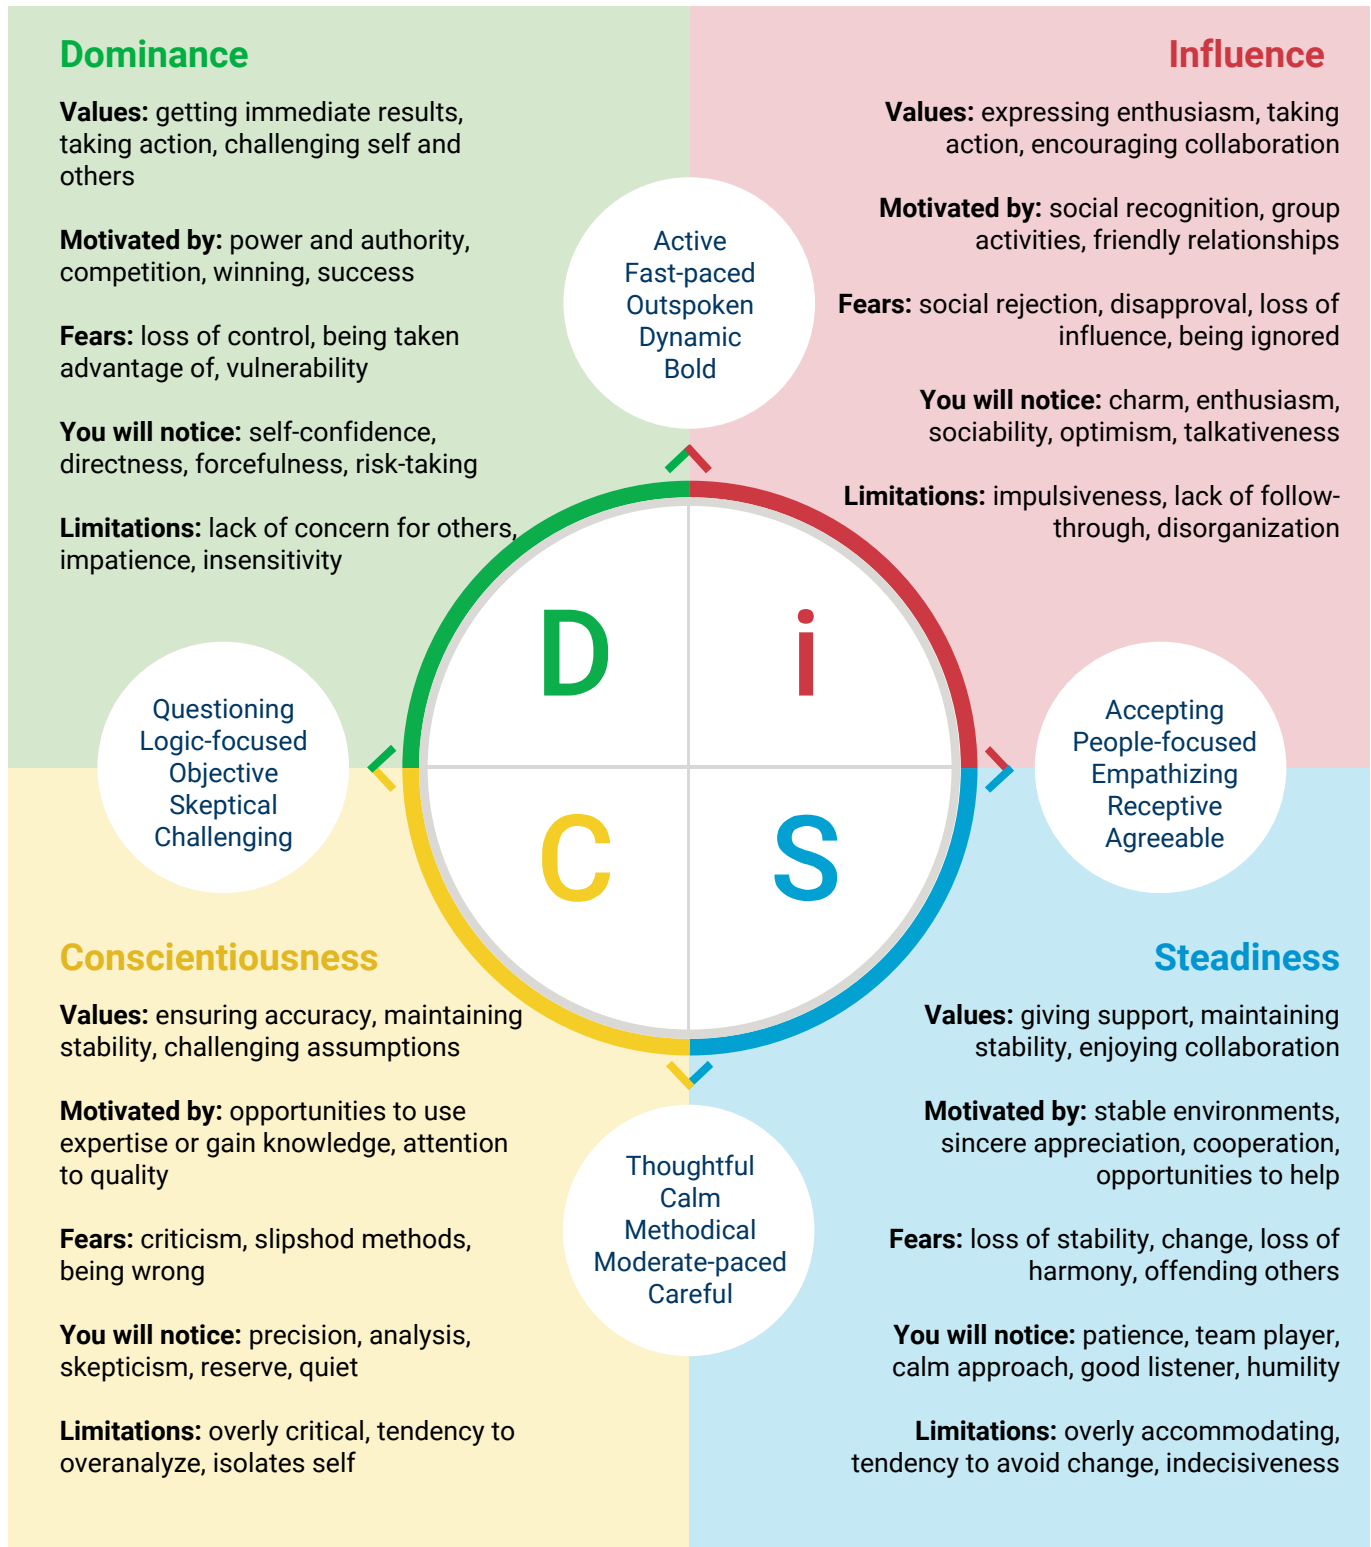 Dominance
Values: getting immediate results,
taking action, challenging self and
others
Motivated by: power and authority,
competition, winning, success
Fears: loss of control, being taken
advantage of, vulnerability
You will notice: self-confidence,
directness, forcefulness, risk-taking
Limitations: lack of concern for others,
impatience, insensitivity
Influence
Values: expressing enthusiasm, taking
action, encouraging collaboration
Motivated by: social recognition, group
activities, friendly relationships
Fears: social rejection, disapproval, loss of
influence, being ignored
You will notice: charm, enthusiasm,
sociability, optimism, talkativeness
Limitations: impulsiveness, lack of follow-
through, disorganization
Active
Fast-paced
Outspoken
Dynamic
Bold
D
i
Questioning
Logic-focused
Objective
Skeptical
Challenging
Accepting
People-focused
Empathizing
Receptive
Agreeable
C
S
Conscientiousness
Values: ensuring accuracy, maintaining
stability, challenging assumptions
Motivated by: opportunities to use
expertise or gain knowledge, attention
to quality
Fears: criticism, slipshod methods,
being wrong
You will notice: precision, analysis,
skepticism, reserve, quiet
Limitations: overly critical, tendency to
overanalyze, isolates self
Thoughtful
Calm
Methodical
Moderate-paced
Careful
Steadiness
Values: giving support, maintaining
stability, enjoying collaboration
Motivated by: stable environments,
sincere appreciation, cooperation,
opportunities to help
Fears: loss of stability, change, loss of
harmony, offending others
You will notice: patience, team player,
calm approach, good listener, humility
Limitations: overly accommodating,
tendency to avoid change, indecisiveness